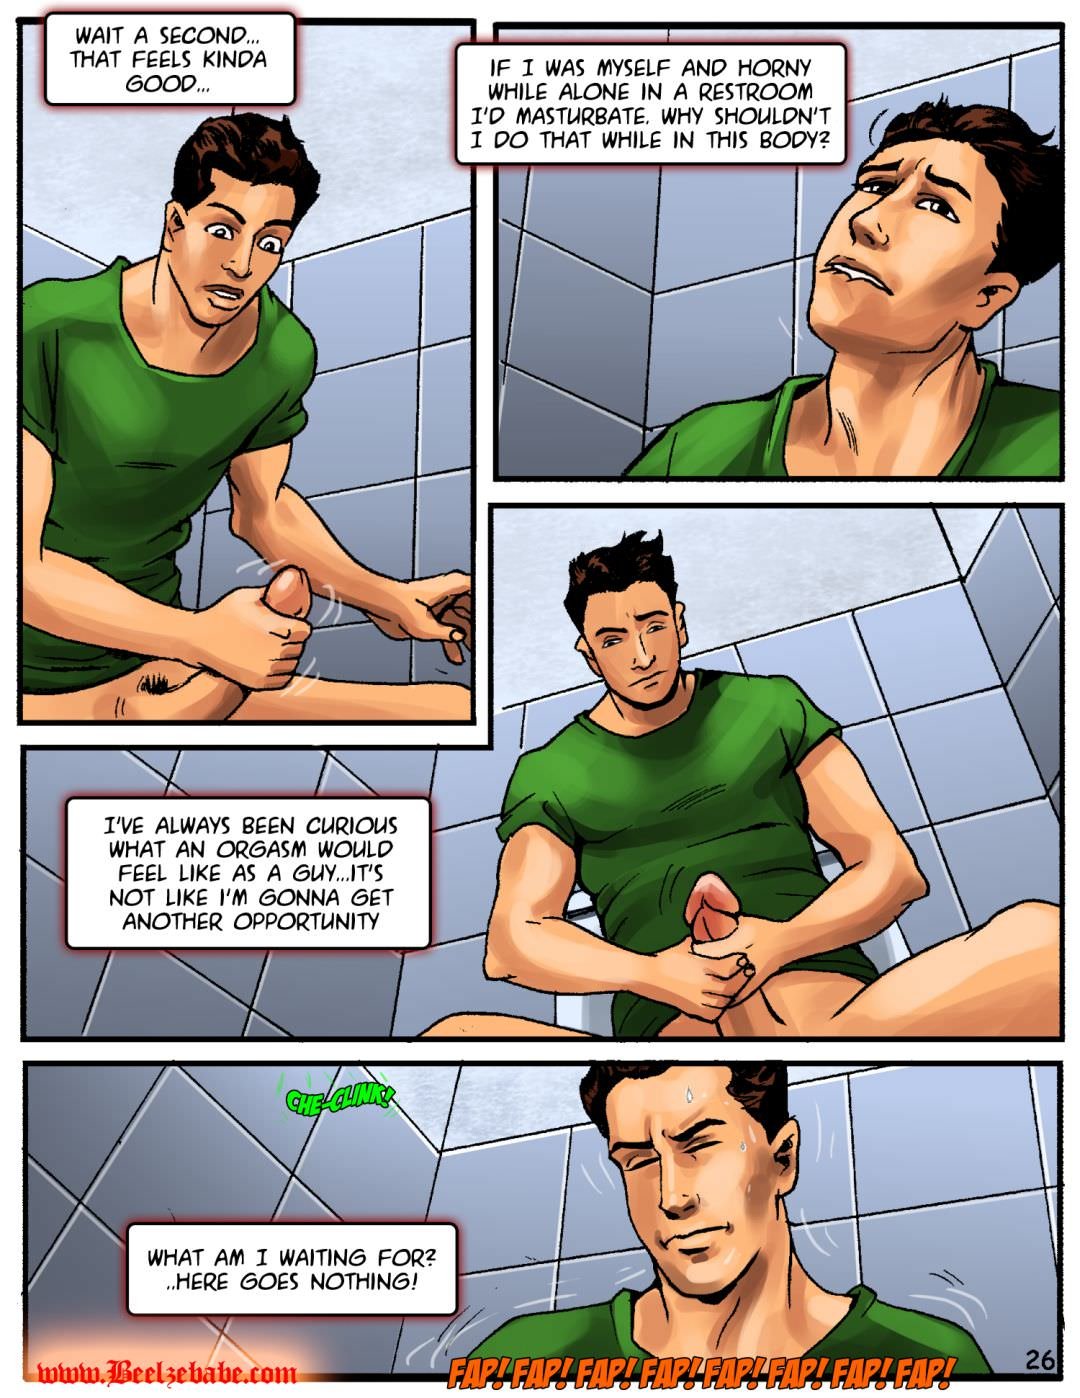 WAIT A SECOND...
THAT FEELS KINDA
GOOD...
IF I WAS MYSELF AND HORNY
WHILE ALONE IN A RESTROOM
I'D MASTURBATE. WHY SHOULDN'T
I DO THAT WHILE IN THIS BODY?
I'VE ALWAYS BEEN CURIOUS
WHAT AN ORGASM WOULD
FEEL LIKE AS A GUY...IT'S
NOT LIKE I'M GONNA GET
ANOTHER OPPORTUNITY
CHE-CLINK!
WHAT AM I WAITING FOR?
..HERE GOES NOTHING!
FAP! FAP! FAP! FAP! FAP! FAP! FAP! FAP!
www.Beelzebabe.com
26